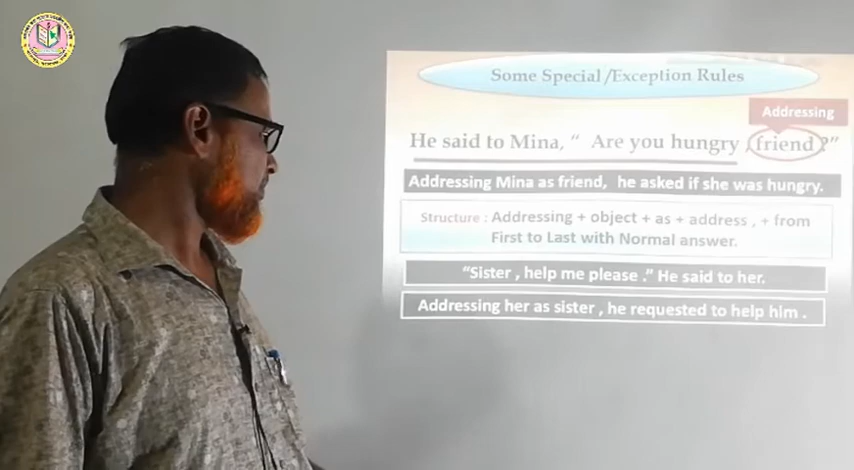 Some Special/Exception Rules
Addressing
He said to Mina, “ Are you hungry , friend ?”
Addressing Mina as friend, he asked if she was hungry.
Structure : Addressing + object + as + address , + from
First to Last with Normal answer.
“Sister , help me please .” He said to her.
Addressing her as sister , he requested to help him .